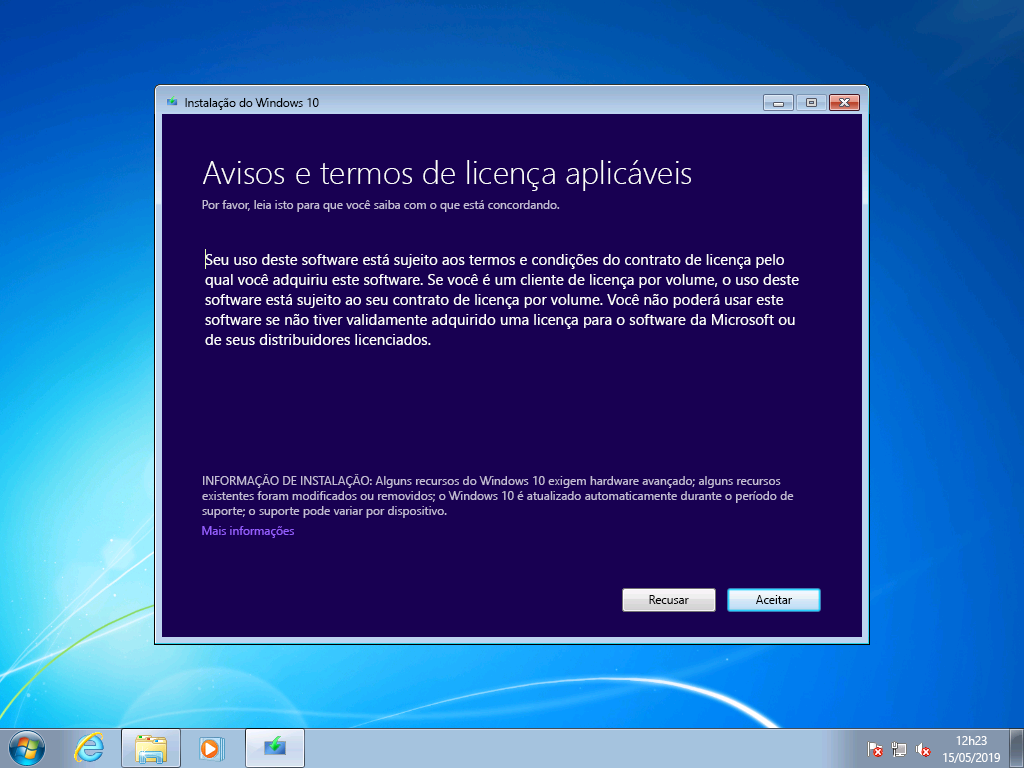 Instalação do Windows 10
Avisos e termos de licença aplicáveis
Por favor, leia isto para que você saiba com o que está concordando.
Seu uso deste software está sujeito aos termos e condições do contrato de licença pelo
qual você adquiriu este software. Se você é um cliente de licença por volume, o uso deste
software está sujeito ao seu contrato de licença por volume. Você não poderá usar este
software se não tiver validamente adquirido uma licença para o software da Microsoft ou
de seus distribuidores licenciados.
INFORMAÇÃO DE INSTALAÇÃO: Alguns recursos do Windows 10 exigem hardware avançado; alguns recursos
existentes foram modificados ou removidos; o Windows 10 é atualizado automaticamente durante o período de
suporte; o suporte pode variar por dispositivo.
Mais informações
Recusar
Aceitar
12h23
15/05/2019